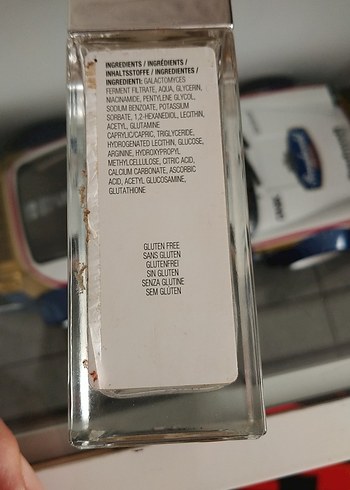 INGREDIENTS / INGRÉDIENTS /
INHALTSSTOFFE / INGREDIENTES /
INGREDIENTI: GALACTOMYCES
FERMENT FILTRATE, AQUA, GLYCERIN,
NIACINAMIDE, PENTYLENE GLYCOL,
SODIUM BENZOATE, POTASSIUM
SORBATE, 1,2-HEXANEDIOL, LECITHIN,
ACETYL, GLUTAMINE
CAPRYLIC/CAPRIC, TRIGLYCERIDE,
HYDROGENATED LECITHIN, GLUCOSE,
ARGININE, HYDROXYPROPYL
METHYLCELLULOSE, CITRIC ACID,
CALCIUM CARBONATE, ASCORBIC
ACID, ACETYL GLUCOSAMINE,
GLUTATHIONE
GLUTEN FREE
SANS GLUTEN
GLUTENFREI
SIN GLUTEN
SENZA GLUTINE
SEM GLÚTEN